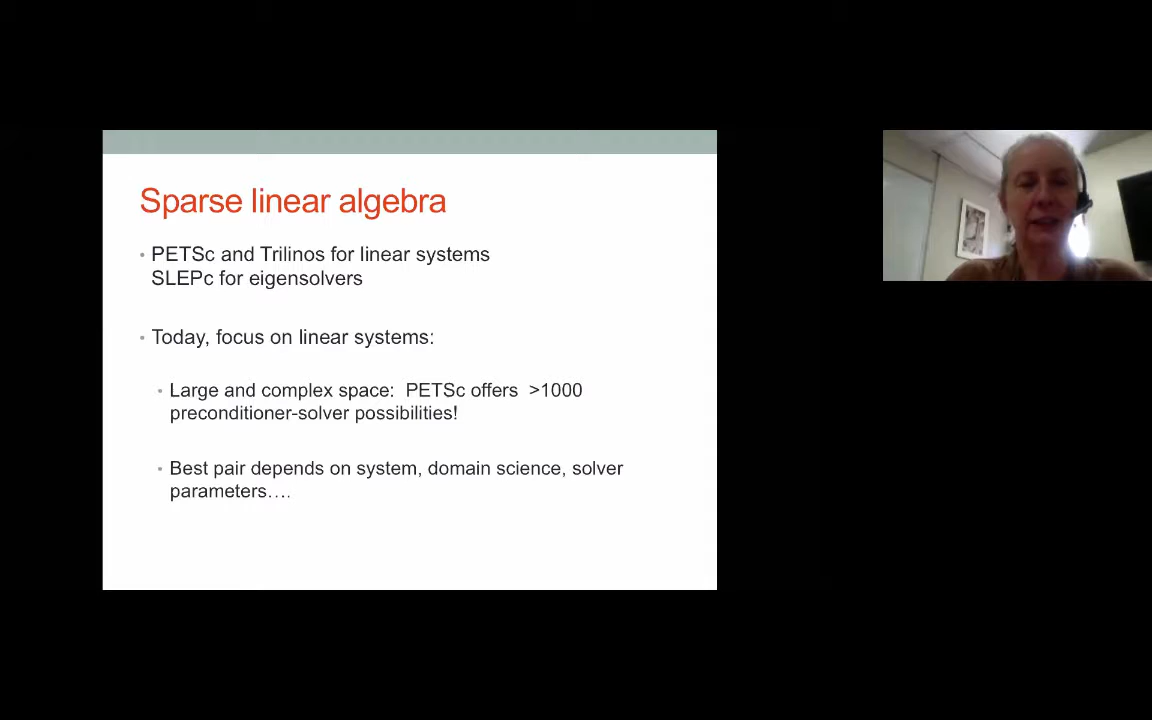 Sparse linear algebra
• PETSc and Trilinos for linear systems
SLEPc for eigensolvers
• Today, focus on linear systems:
• Large and complex space: PETSc offers >1000
preconditioner-solver possibilities!
• Best pair depends on system, domain science, solver
parameters….